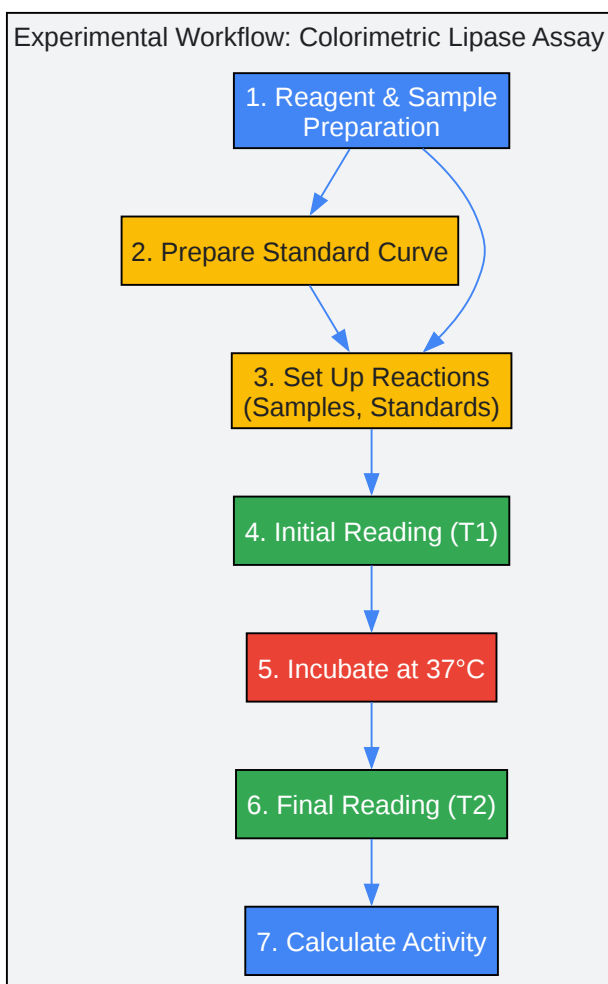 Experimental Workflow: Colorimetric Lipase Assay
1. Reagent & Sample
Preparation
2. Prepare Standard Curve
3. Set Up Reactions
(Samples, Standards)
4. Initial Reading (T1)
5. Incubate at 37°C
6. Final Reading (T2)
7. Calculate Activity